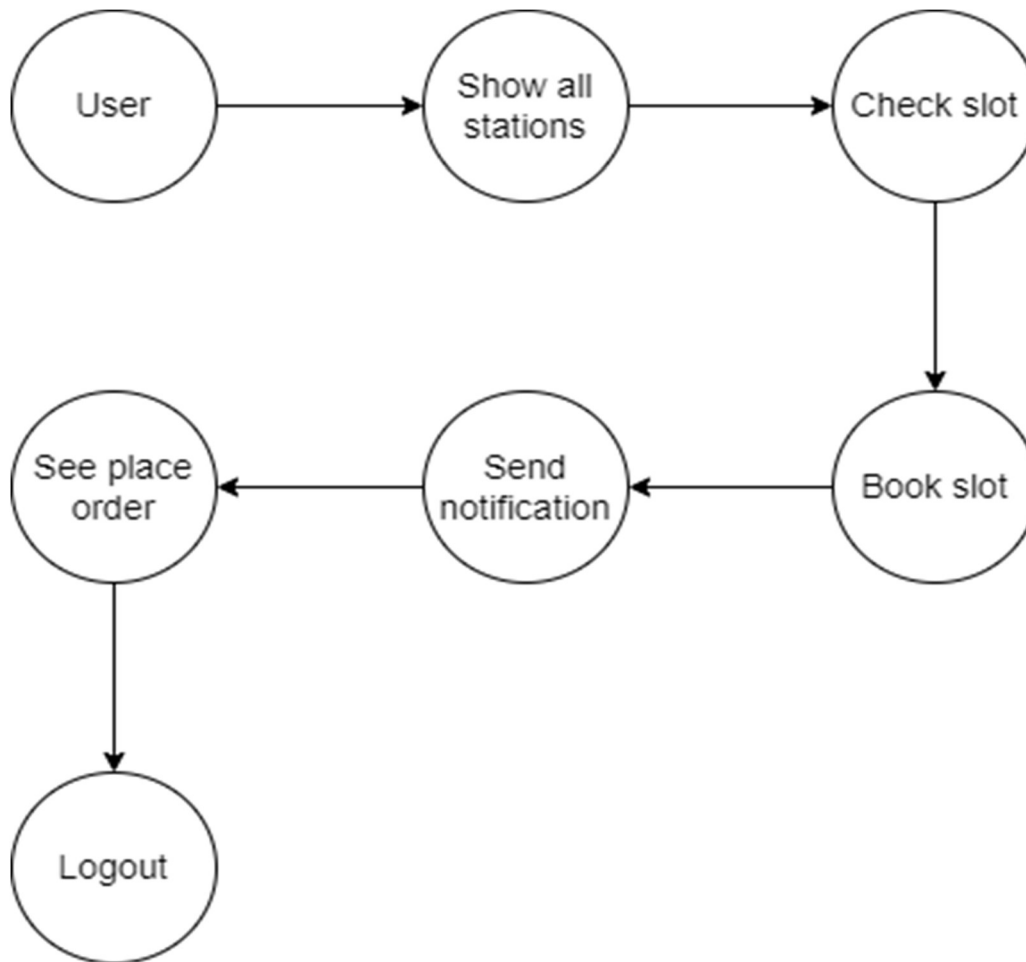 User
Show all
stations
Check slot
See place
order
Send
notification
Book slot
Logout